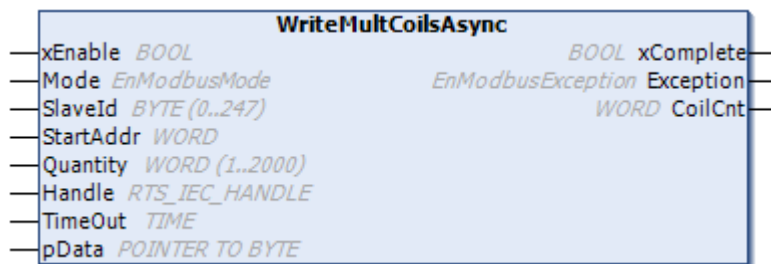 WriteMultCoilsAsync
xEnable BOOL BOOL xComplete
Mode EnModbusMode EnModbusException Exception
SlaveId BYTE (0..247) WORD CoilCnt
StartAddr WORD
Quantity WORD (1..2000)
Handle RTS_IEC_HANDLE
TimeOut TIME
pData POINTER TO BYTE